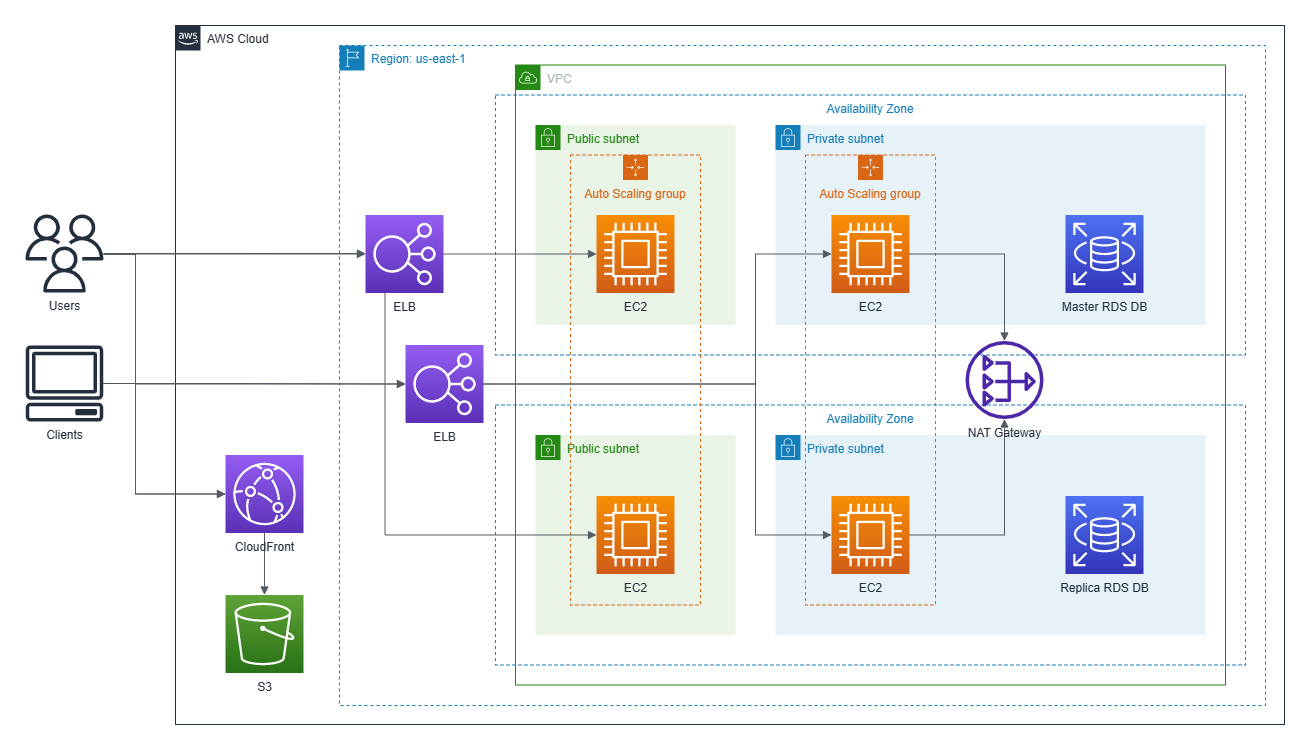 aws
AWS Cloud
Region: us-east-1
VPC
Availability Zone
Public subnet
Private subnet
Auto Scaling group
Auto Scaling group
Users
ELB
EC2
EC2
Master RDS DB
Clients
ELB
Availability Zone
NAT Gateway
Public subnet
Private subnet
CloudFront
EC2
EC2
Replica RDS DB
S3